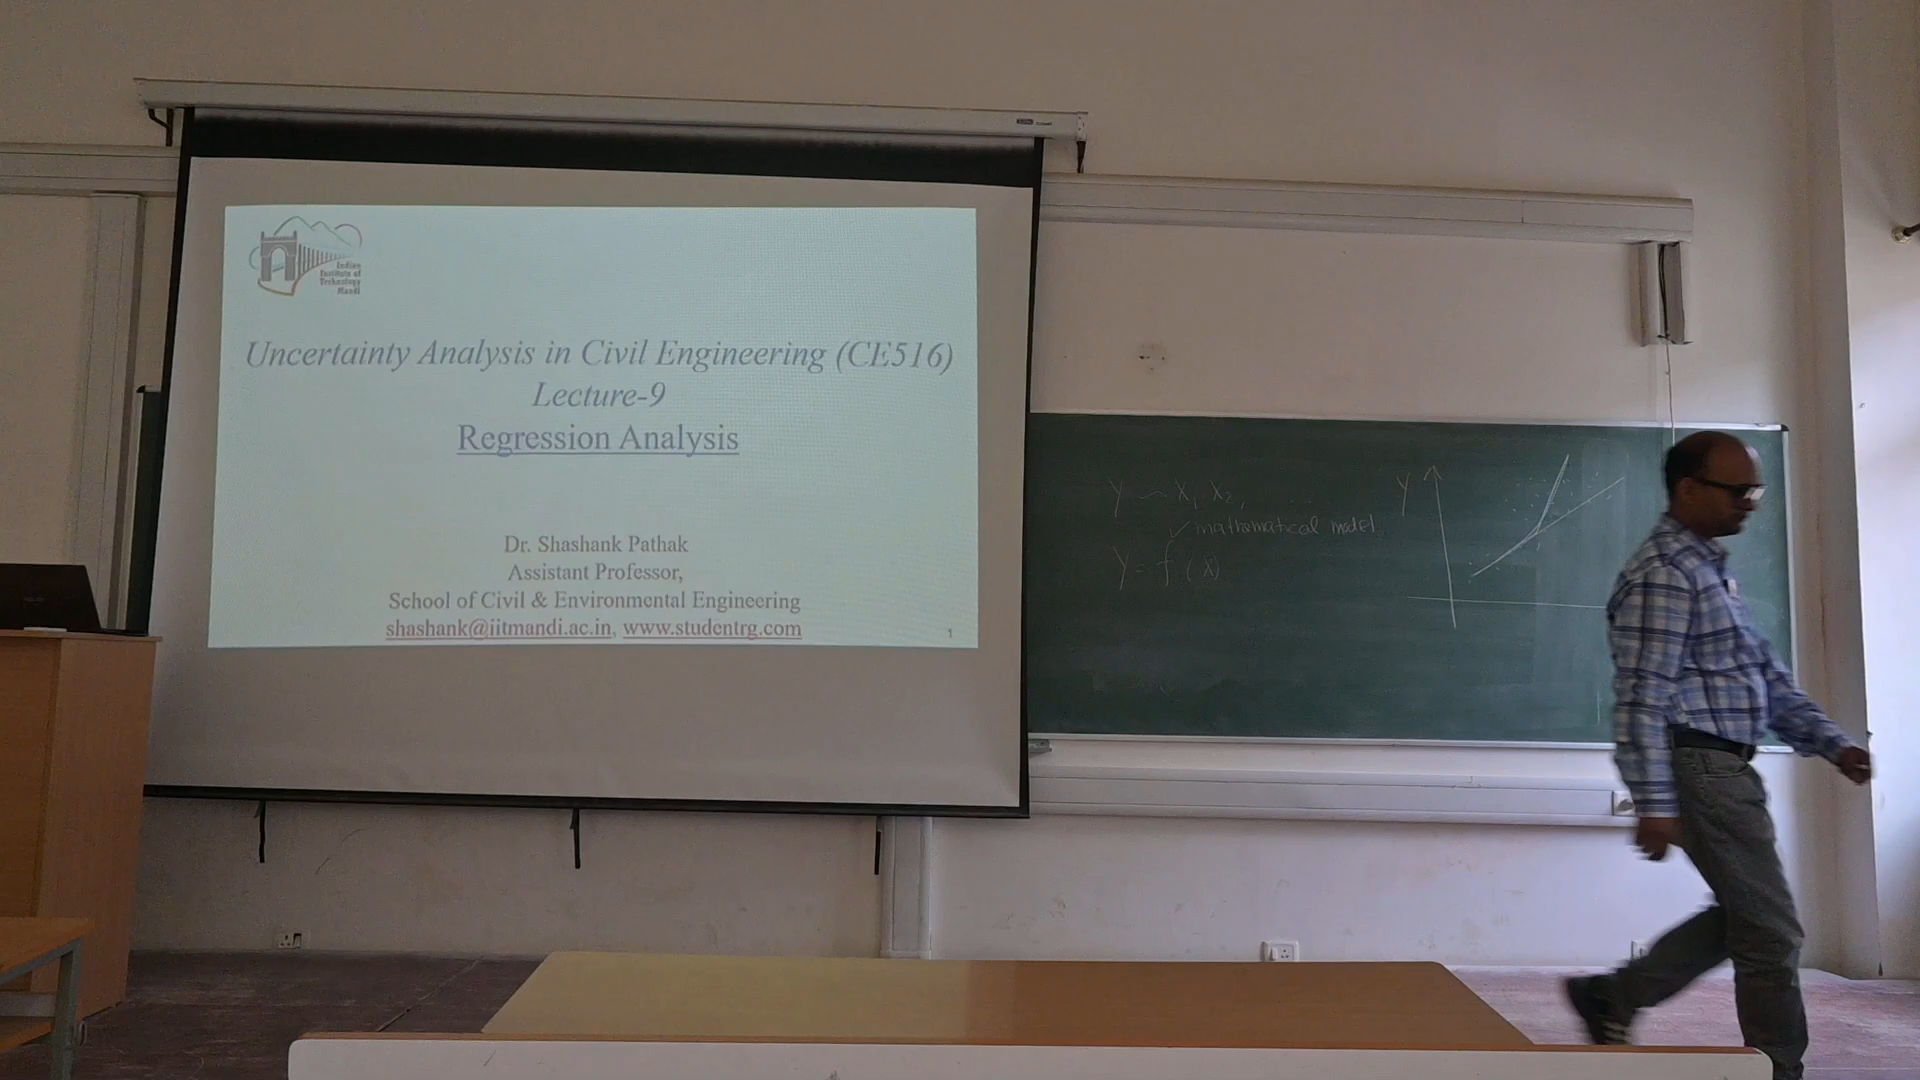 Indian
Institute of
Technology
Mandi
Uncertainty Analysis in Civil Engineering (CE516)
Lecture-9
Regression Analysis
Dr. Shashank Pathak
Assistant Professor,
School of Civil & Environmental Engineering
shashank@iitmandi.ac.in, www.studentrg.com
1
Y ~ X₁, X₂,
mathematical model
Y = f (X)
Y